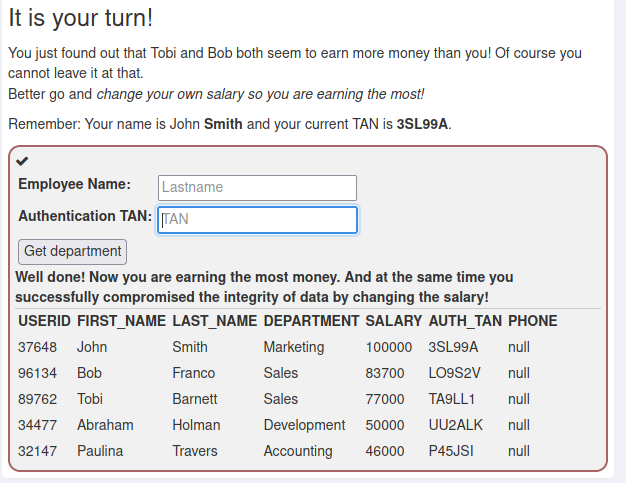 It is your turn!
You just found out that Tobi and Bob both seem to earn more money than you! Of course you
cannot leave it at that.
Better go and change your own salary so you are earning the most!
Remember: Your name is John Smith and your current TAN is 3SL99A.
Employee Name: Lastname
Authentication TAN: TAN
Get department
Well done! Now you are earning the most money. And at the same time you
successfully compromised the integrity of data by changing the salary!
USERID FIRST_NAME LAST_NAME DEPARTMENT SALARY AUTH_TAN PHONE
37648 John Smith Marketing 100000 3SL99A null
96134 Bob Franco Sales 83700 LO9S2V null
89762 Tobi Barnett Sales 77000 TA9LL1 null
34477 Abraham Holman Development 50000 UU2ALK null
32147 Paulina Travers Accounting 46000 P45JSI null